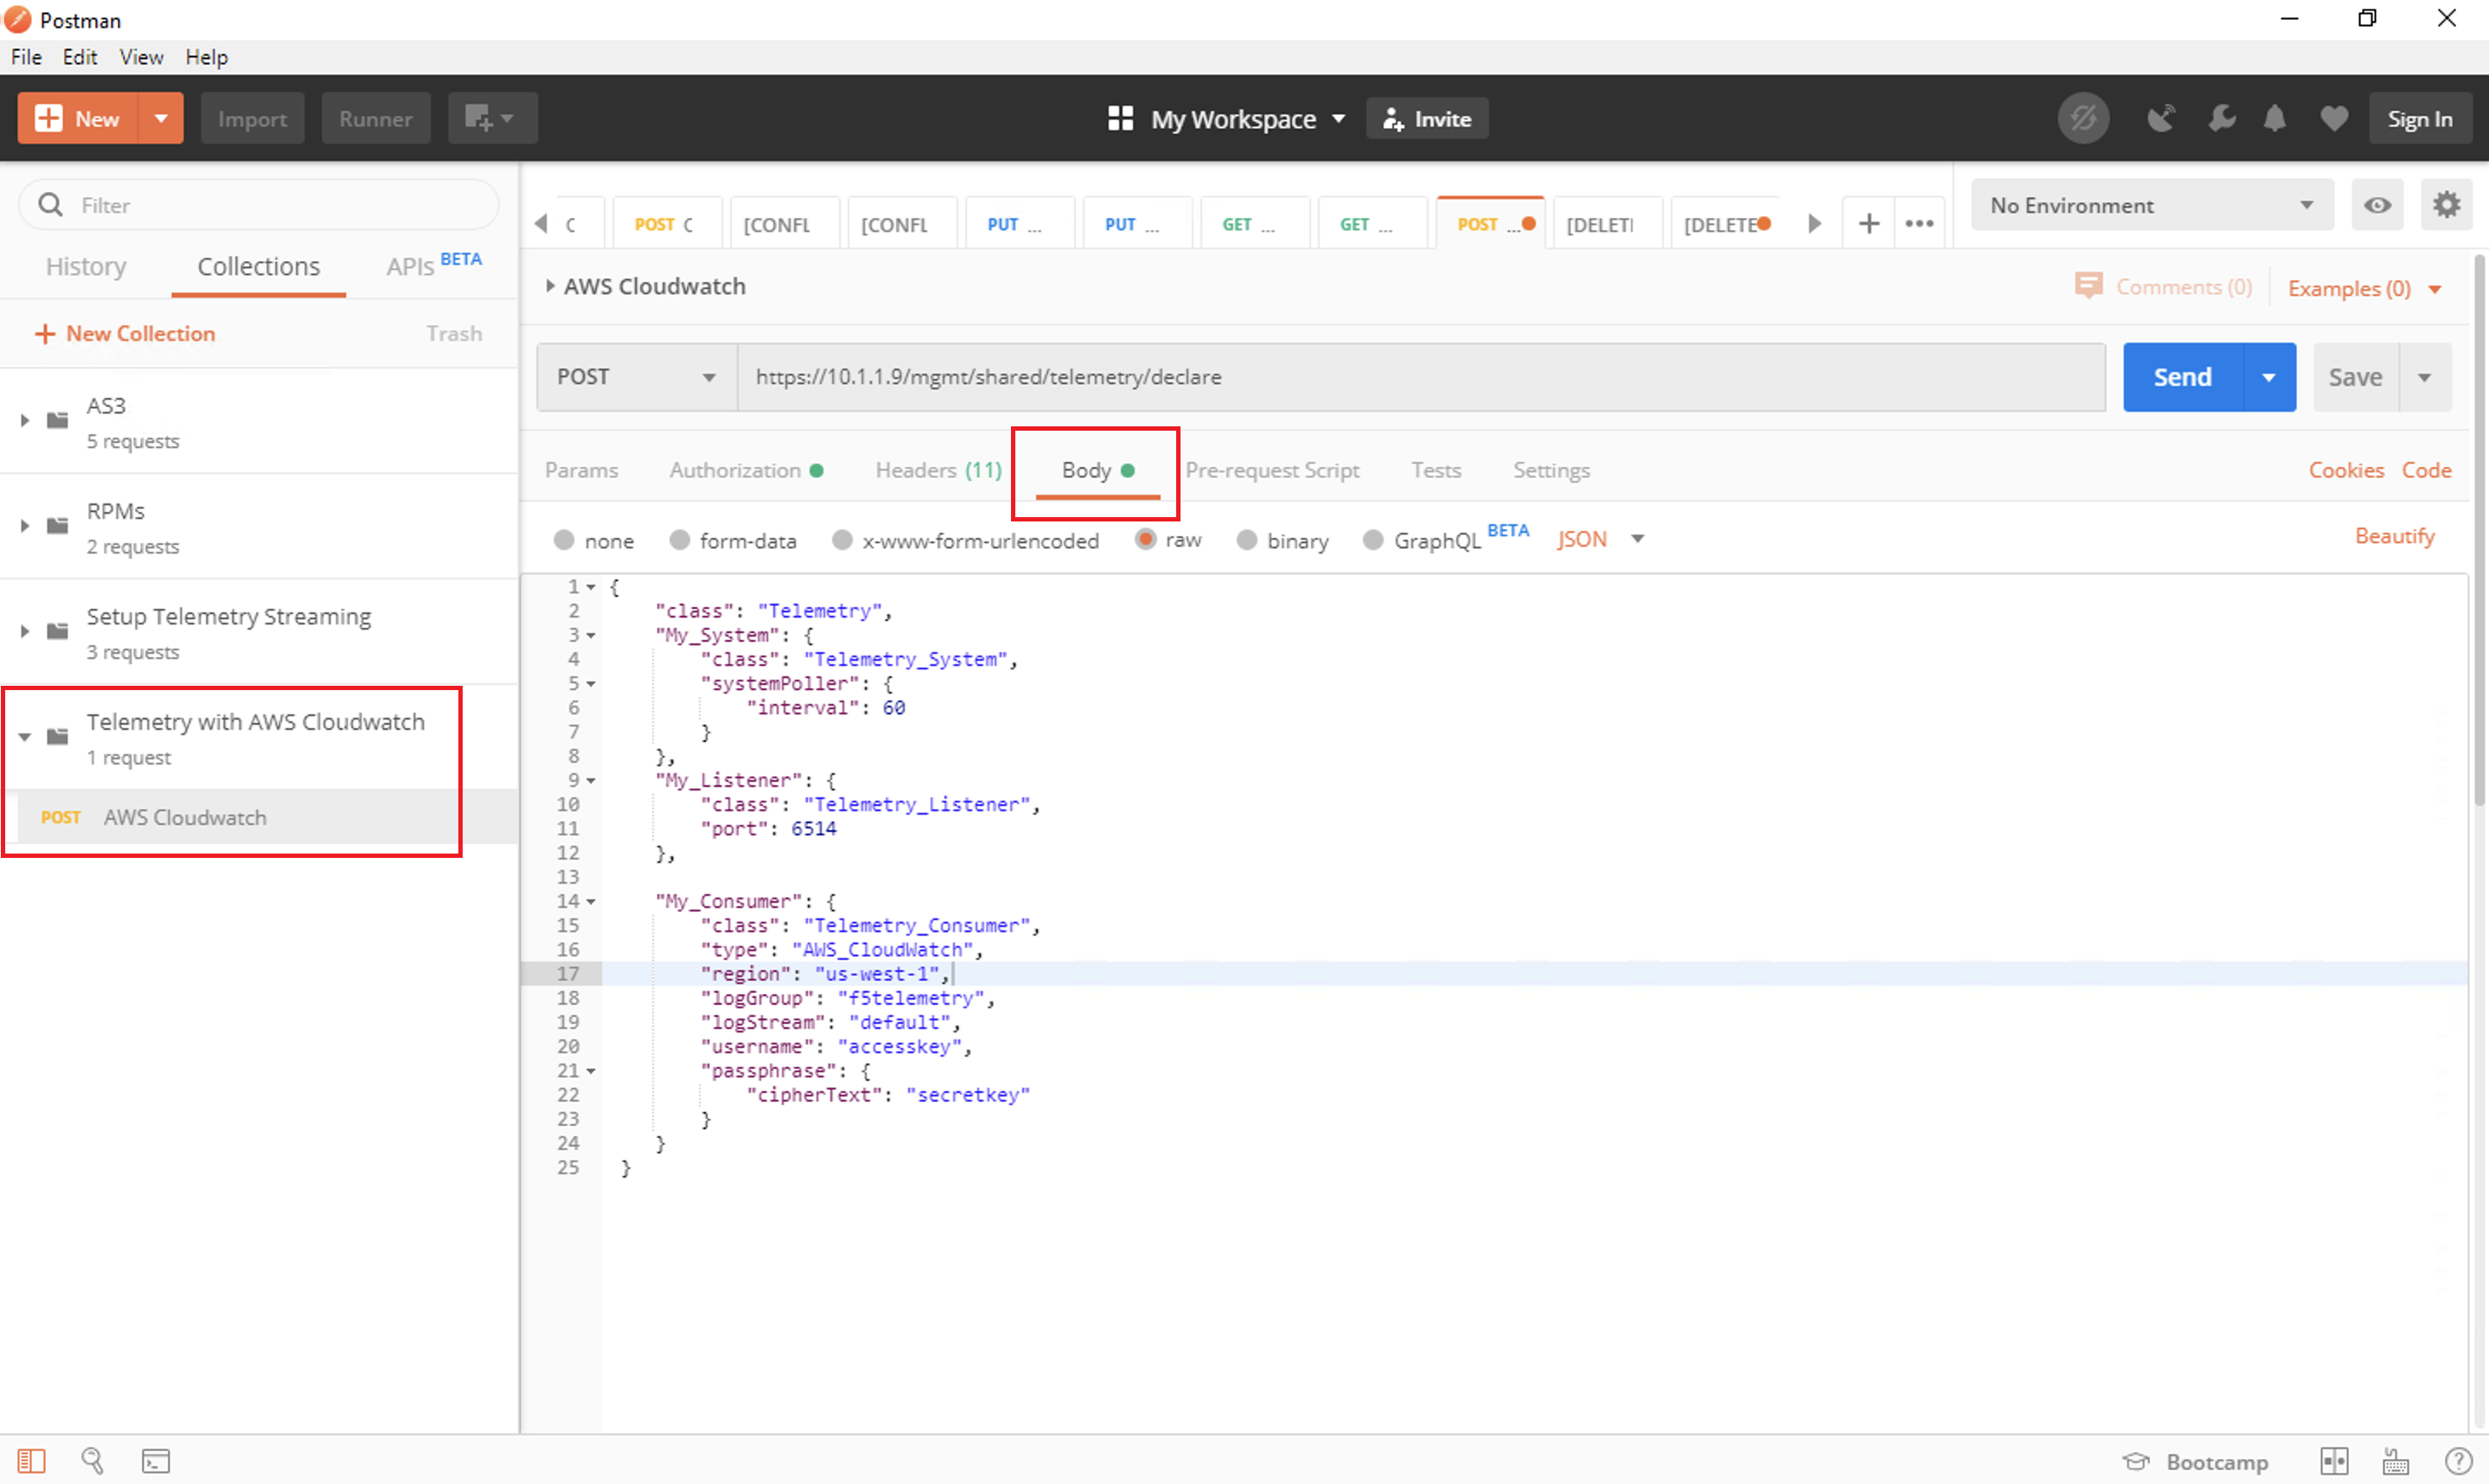 Postman
File Edit View Help
New Import Runner My Workspace Invite Sign In
Filter
History Collections APIs BETA
+ New Collection Trash
AS3
5 requests
RPMs
2 requests
Setup Telemetry Streaming
3 requests
Telemetry with AWS Cloudwatch
1 request
POST AWS Cloudwatch
POST C [CONFL [CONFL PUT ... PUT ... GET ... GET ... POST ... [DELETI [DELETE + •••
No Environment
AWS Cloudwatch
Comments (0) Examples (0)
POST https://10.1.1.9/mgmt/shared/telemetry/declare Send Save
Params Authorization Headers (11) Body Pre-request Script Tests Settings Cookies Code
none form-data x-www-form-urlencoded raw binary GraphQL BETA JSON Beautify
1 {
2 "class": "Telemetry",
3 "My_System": {
4 "class": "Telemetry_System",
5 "systemPoller": {
6 "interval": 60
7 }
8 },
9 "My_Listener": {
10 "class": "Telemetry_Listener",
11 "port": 6514
12 },
13
14 "My_Consumer": {
15 "class": "Telemetry_Consumer",
16 "type": "AWS_CloudWatch",
17 "region": "us-west-1",
18 "logGroup": "f5telemetry",
19 "logStream": "default",
20 "username": "accesskey",
21 "passphrase": {
22 "cipherText": "secretkey"
23 }
24 }
25 }
Bootcamp